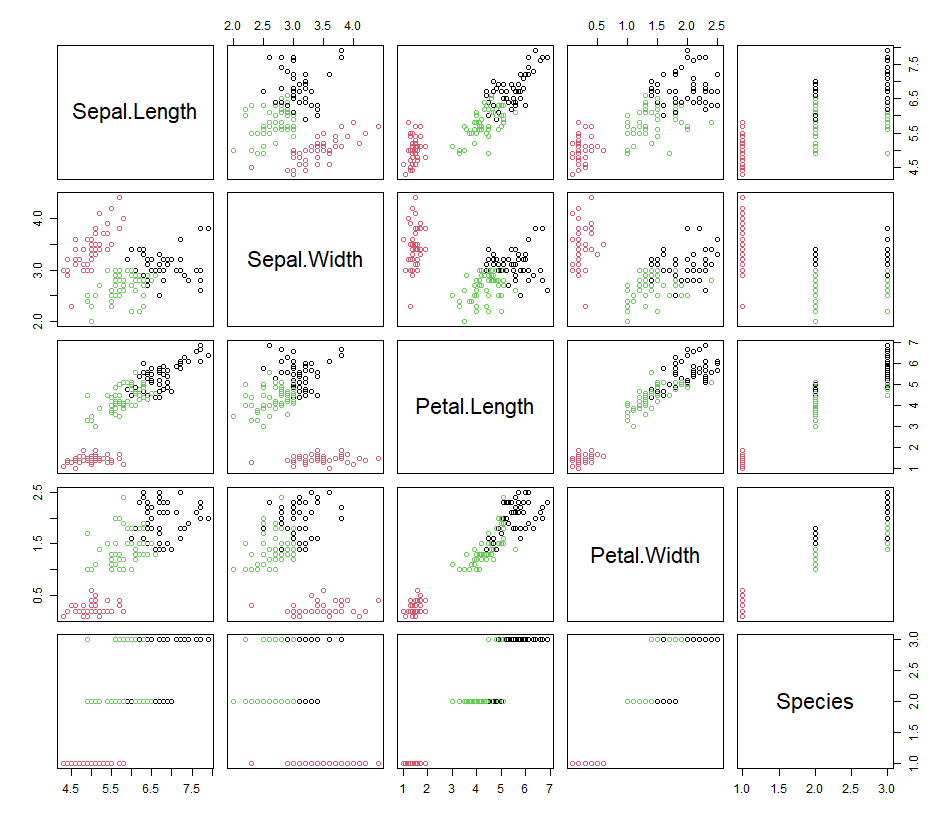 2.0 2.5 3.0 3.5 4.0
0.5 1.0 1.5 2.0 2.5
Sepal.Length
4.5 5.5 6.5 7.5
2.0 3.0 4.0
Sepal.Width
Petal.Length
1 2 3 4 5 6 7
0.5 1.5 2.5
Petal.Width
Species
1.0 1.5 2.0 2.5 3.0
4.5 5.5 6.5 7.5
1 2 3 4 5 6 7
1.0 1.5 2.0 2.5 3.0